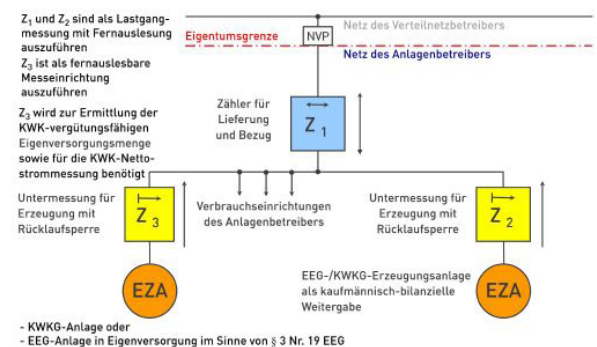 Z1 und Z2 sind als Lastgang-
messung mit Fernauslesung
auszuführen
Z3 ist als fernauslesbare
Messeinrichtung
auszuführen
Z3 wird zur Ermittlung der
KWK-vergütungsfähigen
Eigenversorgungsmenge
sowie für die KWK-Netto-
strommessung benötigt
Eigentumsgrenze
NVP
Netz des Verteilnetzbetreibers
Netz des Anlagenbetreibers
Zähler für
Lieferung
und Bezug
Z 1
Untermessung für
Erzeugung mit
Rücklaufsperre
Z 3
Verbrauchseinrichtungen
des Anlagenbetreibers
Untermessung für
Erzeugung mit
Rücklaufsperre
Z 2
EZA
EEG-/KWKG-Erzeugungsanlage
als kaufmännisch-bilanzielle
Weitergabe
EZA
- KWKG-Anlage oder
- EEG-Anlage in Eigenversorgung im Sinne von § 3 Nr. 19 EEG